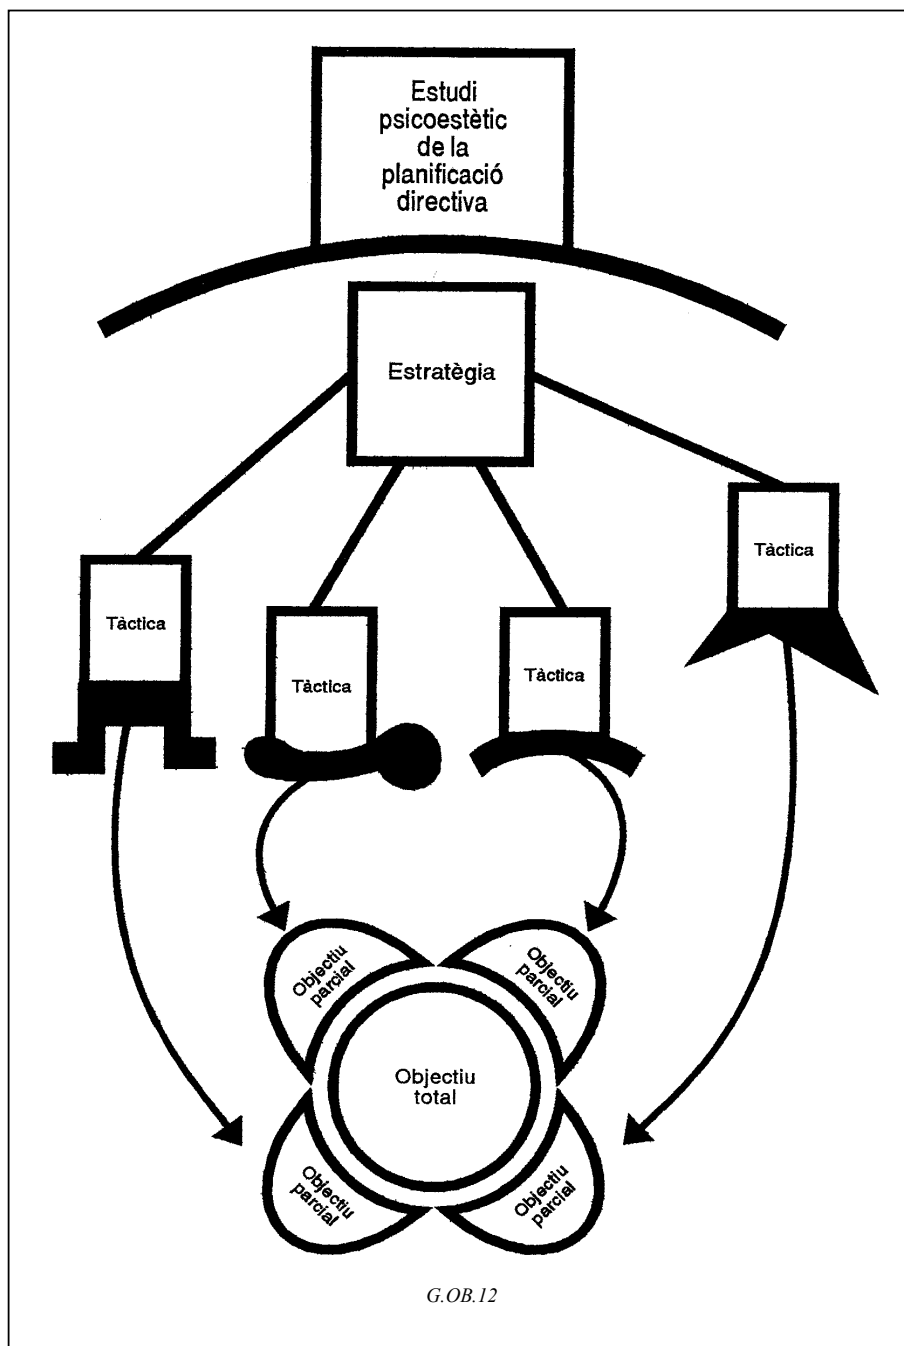 Estudi
psicoestètic
de la
planificació
directiva
Estratègia
Tàctica
Tàctica
Tàctica
Tàctica
Objectiu
parcial
Objectiu
parcial
Objectiu
total
Objectiu
parcial
Objectiu
parcial
G.OB.12